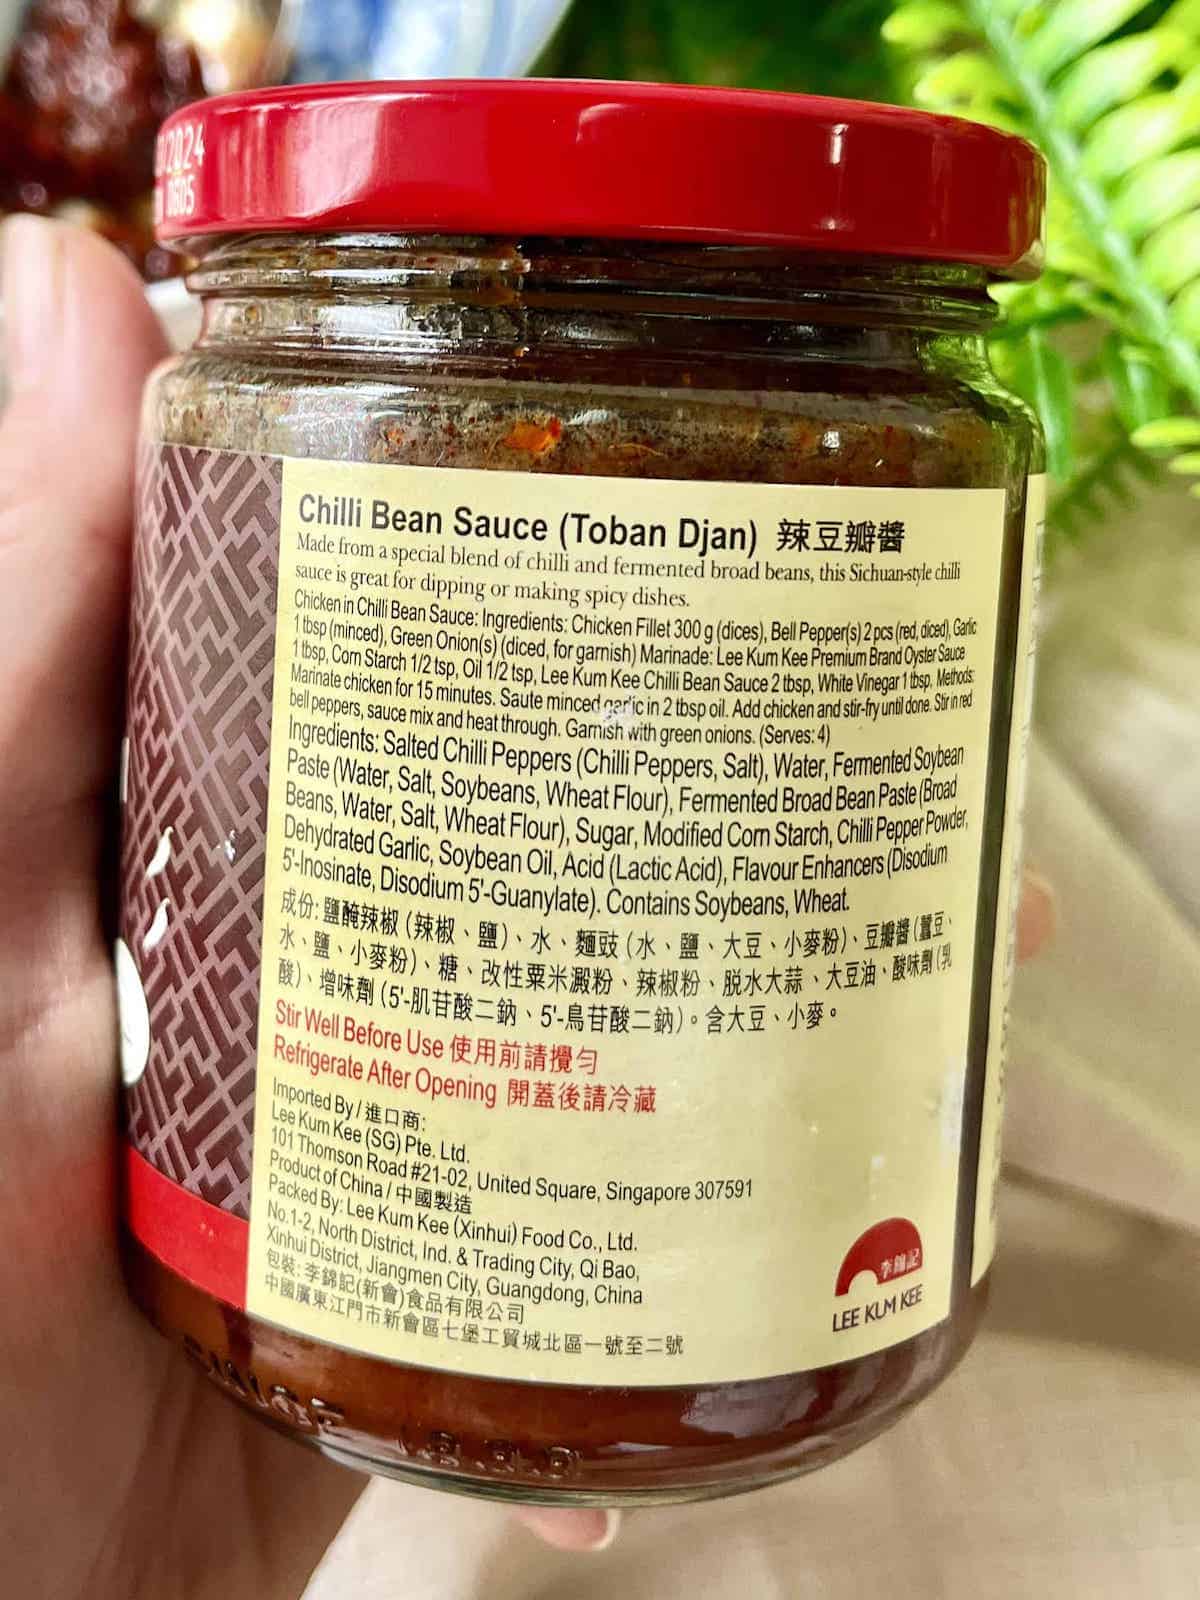 2024
0605
Chilli Bean Sauce (Toban Djan) 辣豆瓣醬
Made from a special blend of chilli and fermented broad beans, this Sichuan-style chilli
sauce is great for dipping or making spicy dishes.
Chicken in Chilli Bean Sauce: Ingredients: Chicken Fillet 300 g (dices), Bell Pepper(s) 2 pcs (red, diced), Garlic
1 tbsp (minced), Green Onion(s) (diced, for garnish) Marinade: Lee Kum Kee Premium Brand Oyster Sauce
1 tbsp, Corn Starch 1/2 tsp, Oil 1/2 tsp, Lee Kum Kee Chilli Bean Sauce 2 tbsp, White Vinegar 1 tbsp. Methods:
Marinate chicken for 15 minutes. Saute minced garlic in 2 tbsp oil. Add chicken and stir-fry until done. Stir in red
bell peppers, sauce mix and heat through. Garnish with green onions. (Serves: 4)
Ingredients: Salted Chilli Peppers (Chilli Peppers, Salt), Water, Fermented Soybean
Paste (Water, Salt, Soybeans, Wheat Flour), Fermented Broad Bean Paste (Broad
Beans, Water, Salt, Wheat Flour), Sugar, Modified Corn Starch, Chilli Pepper Powder,
Dehydrated Garlic, Soybean Oil, Acid (Lactic Acid), Flavour Enhancers (Disodium
5'-Inosinate, Disodium 5'-Guanylate). Contains Soybeans, Wheat.
成份: 鹽醃辣椒 (辣椒、鹽)、水、麵豉 (水、鹽、大豆、小麥粉)、豆瓣醬 (蠶豆、
水、鹽、小麥粉)、糖、改性粟米澱粉、辣椒粉、脫水大蒜、大豆油、酸味劑 (乳
酸)、增味劑 (5'-肌苷酸二鈉、5'-鳥苷酸二鈉)。含大豆、小麥。
Stir Well Before Use 使用前請攪勻
Refrigerate After Opening 開蓋後請冷藏
Imported By / 進口商:
Lee Kum Kee (SG) Pte. Ltd.
101 Thomson Road #21-02, United Square, Singapore 307591
Product of China / 中國製造
Packed By: Lee Kum Kee (Xinhui) Food Co., Ltd.
No.1-2, North District, Ind. & Trading City, Qi Bao,
Xinhui District, Jiangmen City, Guangdong, China
包裝: 李錦記(新會)食品有限公司
中國廣東江門市新會區七堡工貿城北區一號至二號
李錦記
LEE KUM KEE